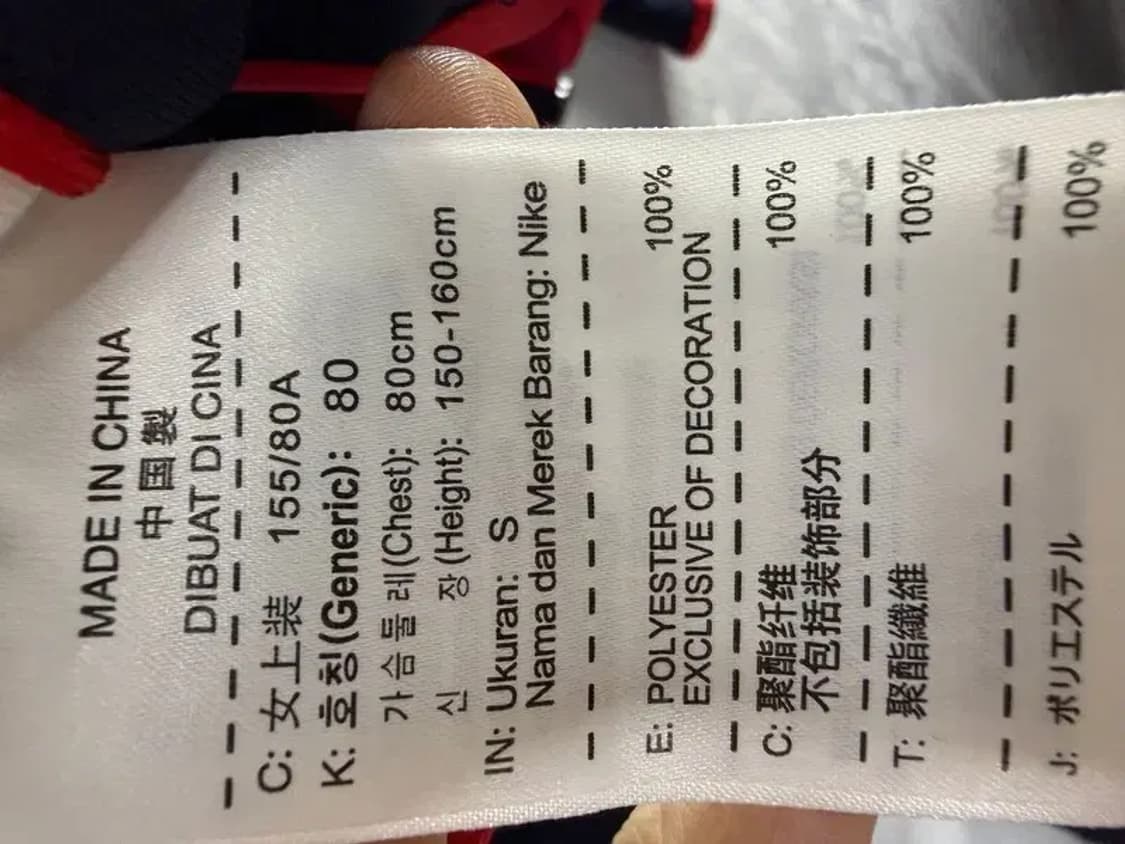 MADE IN CHINA
中国製
DIBUAT DI CINA
C: 女上装 155/80A
K: 호칭(Generic): 80
가슴둘레(Chest): 80cm
신 장(Height): 150-160cm
IN: Ukuran: S
Nama dan Merek Barang: Nike
E: POLYESTER 100%
EXCLUSIVE OF DECORATION
C: 聚酯纤维 100%
不包括装饰部分
T: 聚酯纖維 100%
J: ポリエステル 100%